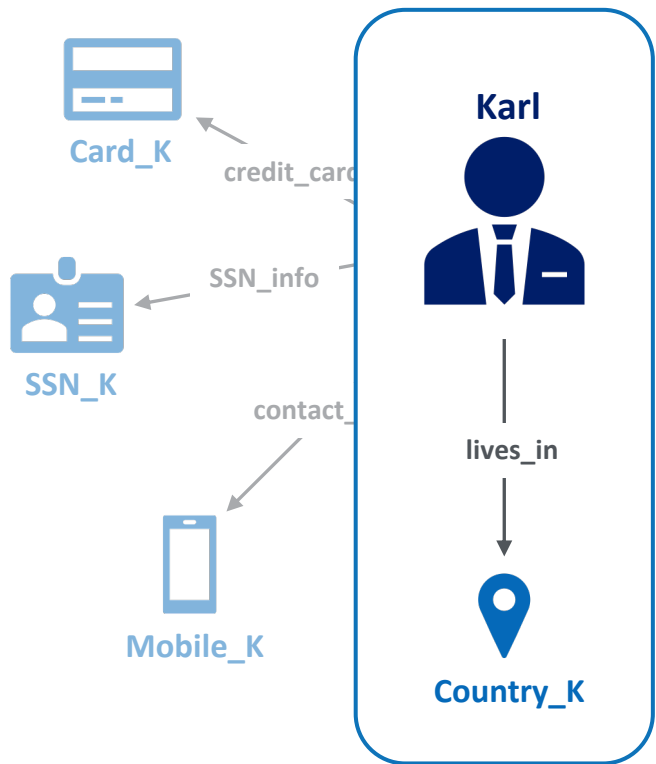 Karl
Card_K
credit_card
SSN_info
SSN_K
contact_
lives_in
Mobile_K
Country_K